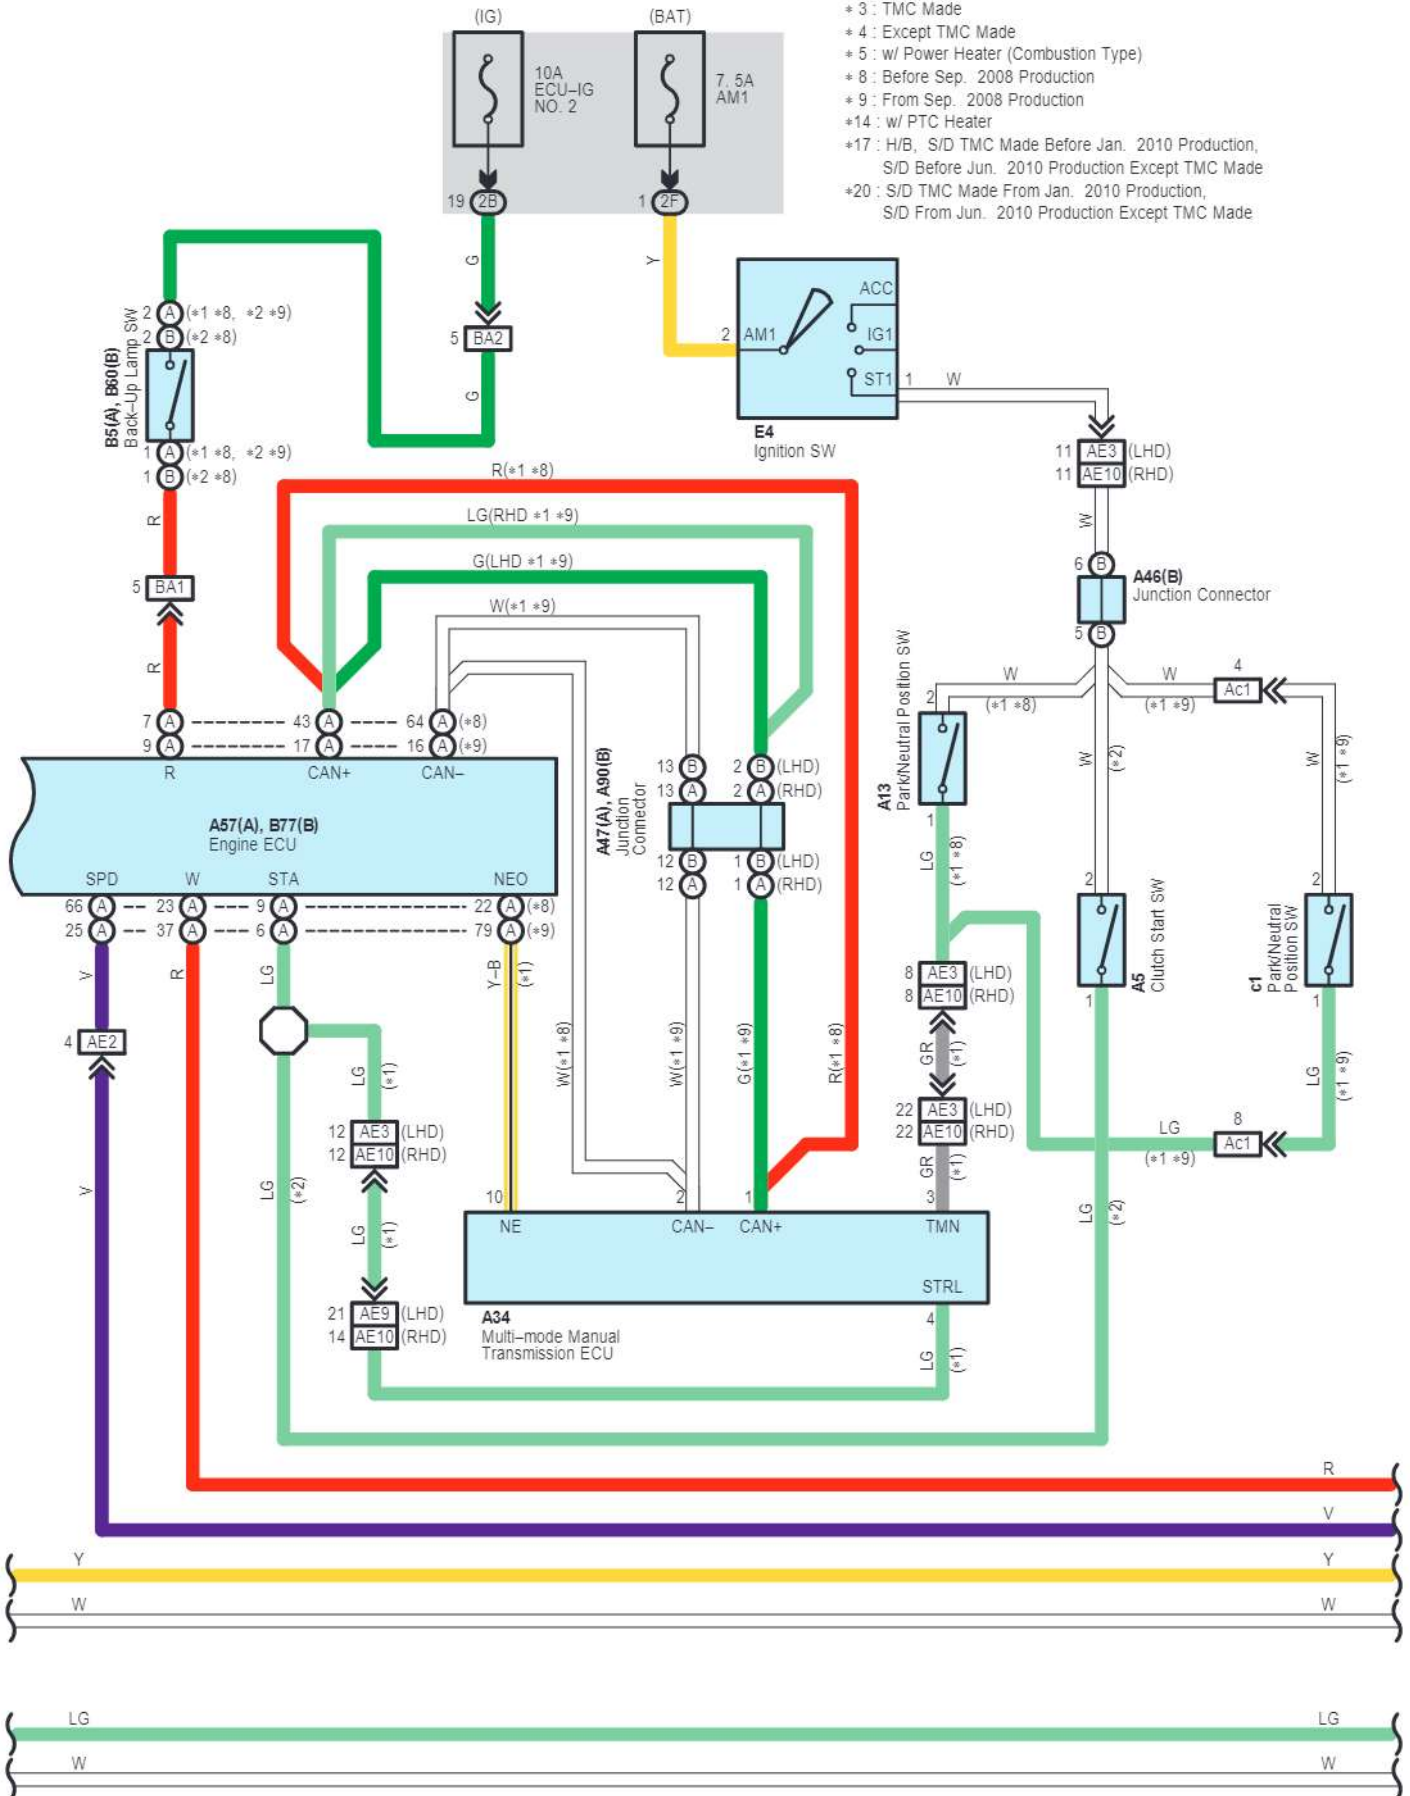 (IG)
(BAT)
10A
ECU–IG
NO. 2
7. 5A
AM1
19 2B
1 2F
* 3 : TMC Made
* 4 : Except TMC Made
* 5 : w/ Power Heater (Combustion Type)
* 8 : Before Sep. 2008 Production
* 9 : From Sep. 2008 Production
*14 : w/ PTC Heater
*17 : H/B, S/D TMC Made Before Jan. 2010 Production,
S/D Before Jun. 2010 Production Except TMC Made
*20 : S/D TMC Made From Jan. 2010 Production,
S/D From Jun. 2010 Production Except TMC Made
G
Y
5 BA2
G
2 A (*1 *8, *2 *9)
2 B (*2 *8)
B5(A), B60(B)
Back–Up Lamp SW
1 A (*1 *8, *2 *9)
1 B (*2 *8)
R
5 BA1
R
2 AM1
ACC
IG1
ST1 1 W
E4
Ignition SW
11 AE3 (LHD)
11 AE10 (RHD)
W
6 B
A46(B)
Junction Connector
5 B
R(*1 *8)
LG(RHD *1 *9)
G(LHD *1 *9)
W(*1 *9)
W
(*1 *8)
W
(*1 *9)
4
Ac1
2
A13
Park/Neutral Position SW
1
W
(*2)
W
(*1 *9)
7 A 43 A 64 A (*8)
9 A 17 A 16 A (*9)
R CAN+ CAN–
A57(A), B77(B)
Engine ECU
SPD W STA NEO
66 A 23 A 9 A 22 A (*8)
25 A 37 A 6 A 79 A (*9)
13 B 2 B (LHD)
13 A 2 A (RHD)
A47(A), A90(B)
Junction
Connector
12 B 1 B (LHD)
12 A 1 A (RHD)
LG
(*1 *8)
2
A5
Clutch Start SW
1
2
c1
Park/Neutral
Position SW
1
V
R
LG
Y–B
(*1)
4 AE2
8 AE3 (LHD)
8 AE10 (RHD)
GR
(*1)
LG
(*1)
W(*1 *8)
W(*1 *9)
G(*1 *9)
R(*1 *8)
LG
(*1 *9)
22 AE3 (LHD)
22 AE10 (RHD)
12 AE3 (LHD)
12 AE10 (RHD)
LG
(*1 *9)
8
Ac1
GR
(*1)
V
LG
(*2)
LG
(*1)
10 2 1 3
NE CAN– CAN+ TMN
STRL
LG
(*2)
21 AE9 (LHD)
14 AE10 (RHD)
A34
Multi–mode Manual
Transmission ECU
4
LG
(*1)
R
V
Y Y
W W
LG LG
W W